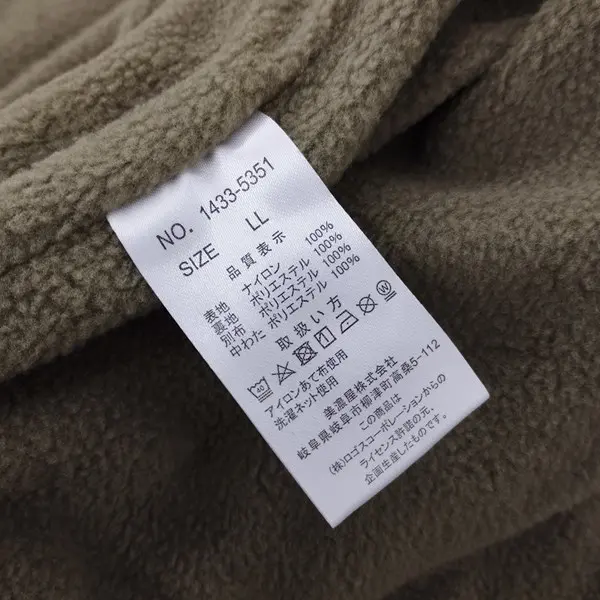 NO. 1433-5351
SIZE LL
品質表示
表地 ナイロン 100%
裏地 ポリエステル 100%
別布 ポリエステル 100%
中わた ポリエステル 100%
取扱い方
40
アイロンあて布使用
洗濯ネット使用
美濃屋株式会社
岐阜県岐阜市柳津町高桑5-112
この商品は
(株)ロゴスコーポレーションからの
ライセンス許諾の元、
企画生産したものです。